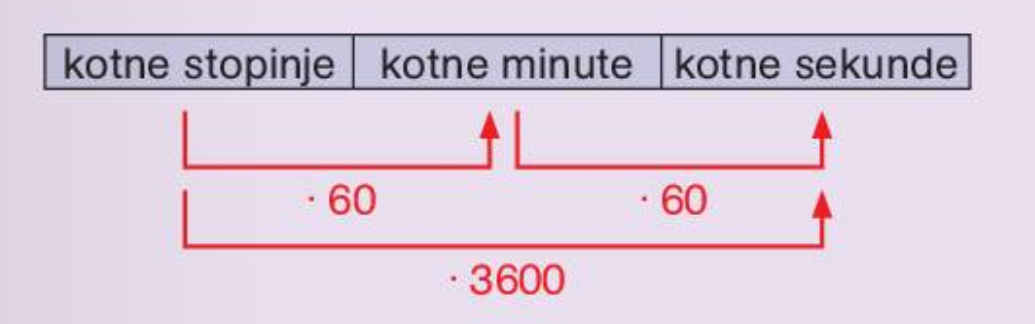 kotne stopinje kotne minute kotne sekunde
· 60 · 60
· 3600